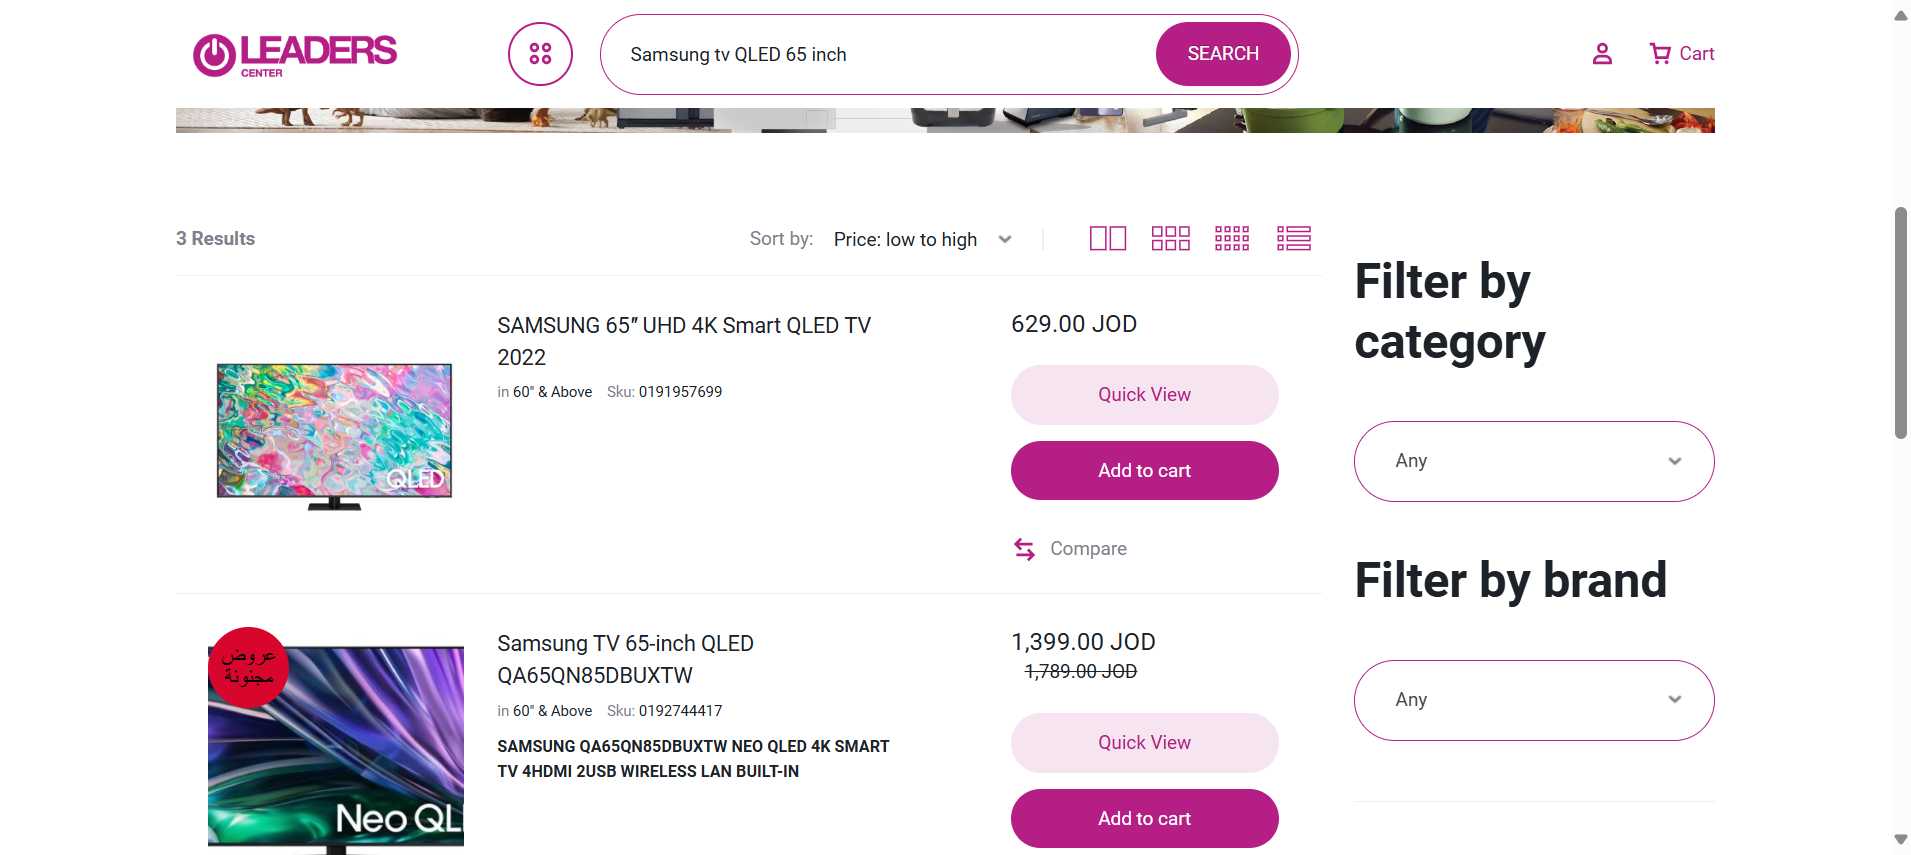 LEADERS
CENTER
Samsung tv QLED 65 inch
SEARCH
Cart
3 Results
Sort by: Price: low to high
SAMSUNG 65″ UHD 4K Smart QLED TV
2022
in 60" & Above Sku: 0191957699
QLED
629.00 JOD
Quick View
Add to cart
Compare
عروض
مجنونة
Neo QL
Samsung TV 65-inch QLED
QA65QN85DBUXTW
in 60" & Above Sku: 0192744417
SAMSUNG QA65QN85DBUXTW NEO QLED 4K SMART
TV 4HDMI 2USB WIRELESS LAN BUILT-IN
1,399.00 JOD
1,789.00 JOD
Quick View
Add to cart
Filter by
category
Any
Filter by brand
Any